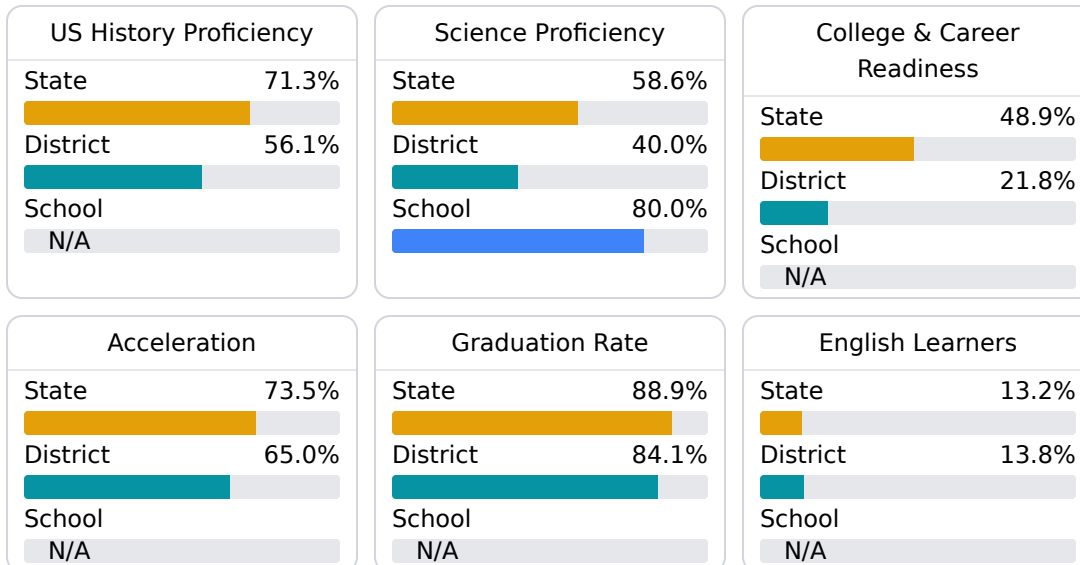 US History Proficiency
State 71.3%
District 56.1%
School
N/A
Science Proficiency
State 58.6%
District 40.0%
School 80.0%
College & Career
Readiness
State 48.9%
District 21.8%
School
N/A
Acceleration
State 73.5%
District 65.0%
School
N/A
Graduation Rate
State 88.9%
District 84.1%
School
N/A
English Learners
State 13.2%
District 13.8%
School
N/A